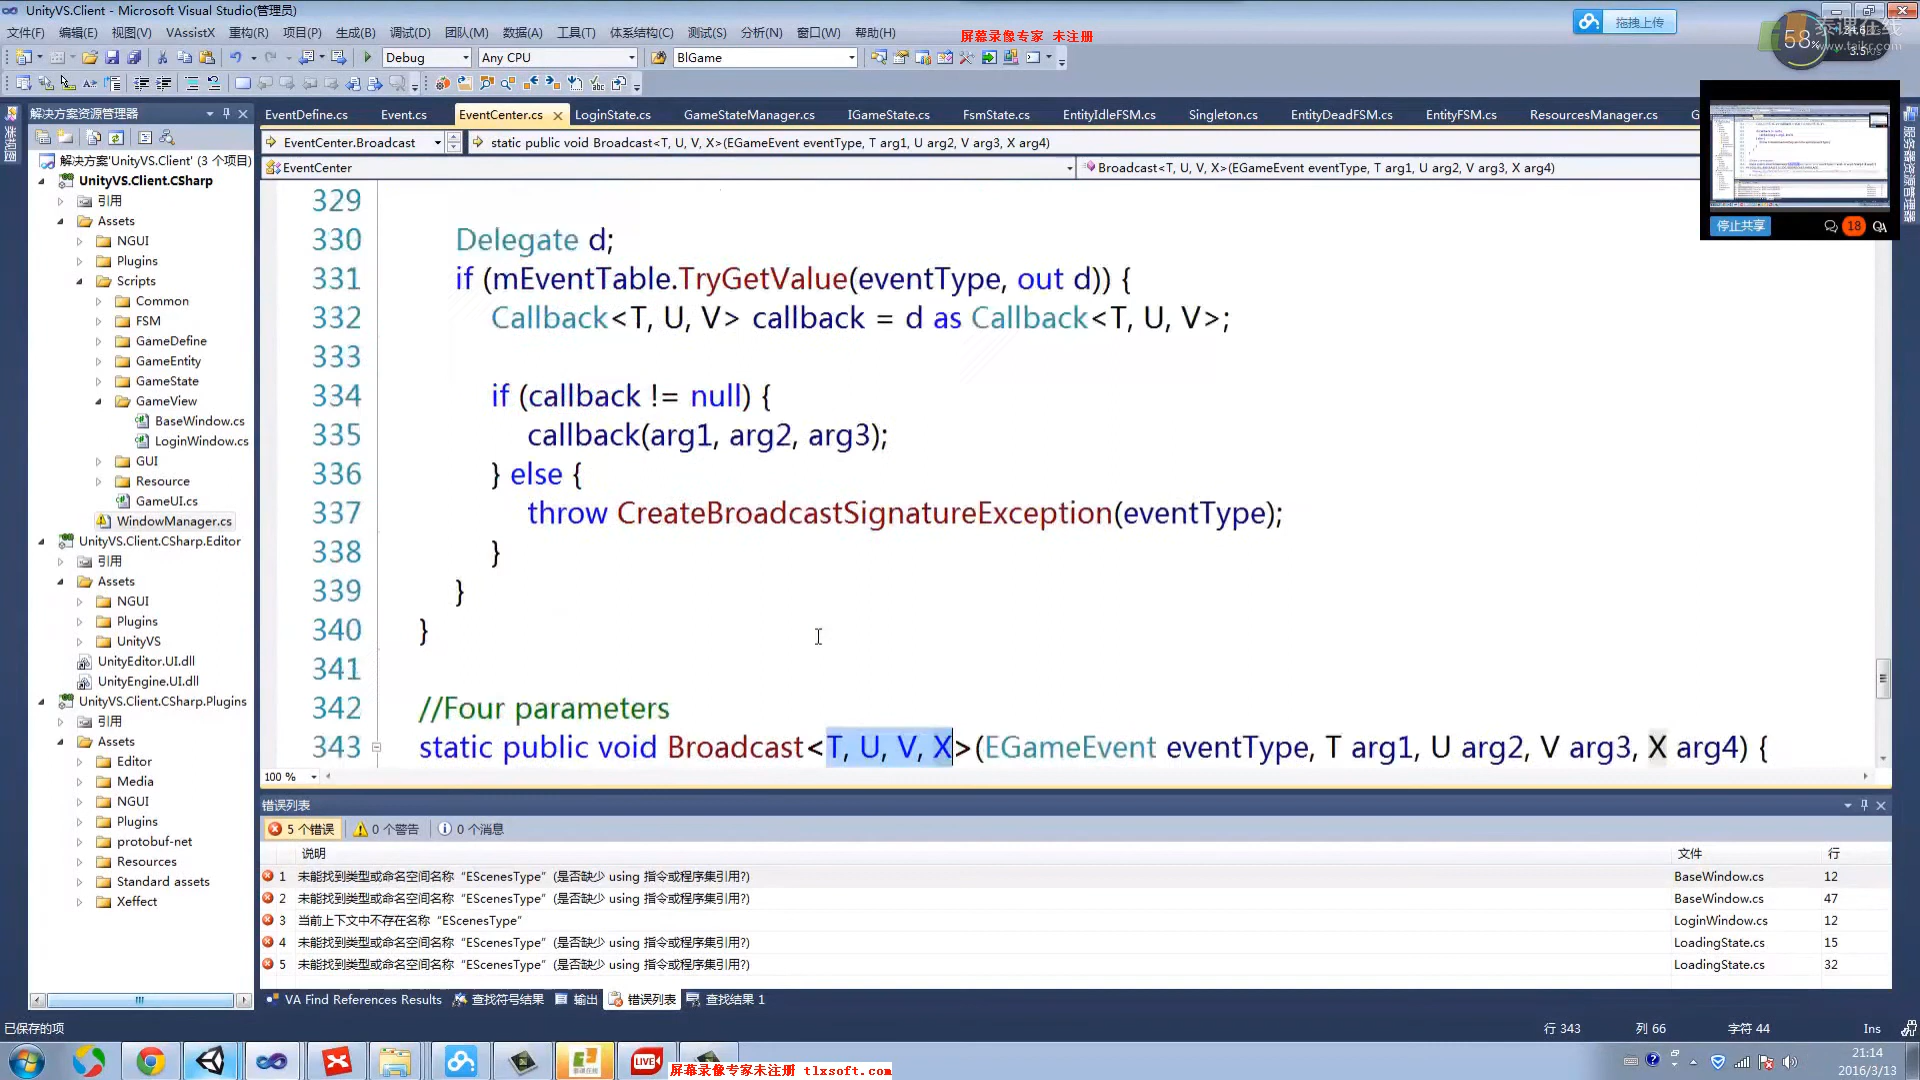 UnityVS.Client - Microsoft Visual Studio(管理员)
文件(F) 编辑(E) 视图(V) VAssistX 重构(R) 项目(P) 生成(B) 调试(D) 团队(M) 数据(A) 工具(T) 体系结构(C) 测试(S) 分析(N) 窗口(W) 帮助(H)
屏幕录像专家 未注册
拖拽上传
58%
泰课在线
www.taikr.com
Debug Any CPU BIGame
解决方案资源管理器
EventDefine.cs Event.cs EventCenter.cs LoginState.cs GameStateManager.cs IGameState.cs FsmState.cs EntityIdleFSM.cs Singleton.cs EntityDeadFSM.cs EntityFSM.cs ResourcesManager.cs
EventCenter.Broadcast static public void Broadcast<T, U, V, X>(EGameEvent eventType, T arg1, U arg2, V arg3, X arg4)
EventCenter Broadcast<T, U, V, X>(EGameEvent eventType, T arg1, U arg2, V arg3, X arg4)
停止共享 18
服务器资源管理器
类视图
解决方案'UnityVS.Client' (3 个项目)
UnityVS.Client.CSharp
引用
Assets
NGUI
Plugins
Scripts
Common
FSM
GameDefine
GameEntity
GameState
GameView
BaseWindow.cs
LoginWindow.cs
GUI
Resource
GameUI.cs
WindowManager.cs
UnityVS.Client.CSharp.Editor
引用
Assets
NGUI
Plugins
UnityVS
UnityEditor.UI.dll
UnityEngine.UI.dll
UnityVS.Client.CSharp.Plugins
引用
Assets
Editor
Media
NGUI
Plugins
protobuf-net
Resources
Standard assets
Xeffect
329
330 Delegate d;
331 if (mEventTable.TryGetValue(eventType, out d)) {
332 Callback<T, U, V> callback = d as Callback<T, U, V>;
333
334 if (callback != null) {
335 callback(arg1, arg2, arg3);
336 } else {
337 throw CreateBroadcastSignatureException(eventType);
338 }
339 }
340 }
341
342 //Four parameters
343 static public void Broadcast<T, U, V, X>(EGameEvent eventType, T arg1, U arg2, V arg3, X arg4) {
100 %
错误列表
5 个错误 0 个警告 0 个消息
说明 文件 行
1 未能找到类型或命名空间名称“EScenesType”(是否缺少 using 指令或程序集引用?) BaseWindow.cs 12
2 未能找到类型或命名空间名称“EScenesType”(是否缺少 using 指令或程序集引用?) BaseWindow.cs 47
3 当前上下文中不存在名称“EScenesType” LoginWindow.cs 12
4 未能找到类型或命名空间名称“EScenesType”(是否缺少 using 指令或程序集引用?) LoadingState.cs 15
5 未能找到类型或命名空间名称“EScenesType”(是否缺少 using 指令或程序集引用?) LoadingState.cs 32
VA Find References Results 查找符号结果 输出 错误列表 查找结果 1
已保存的项 行 343 列 66 字符 44 Ins
LIVE
屏幕录像专家未注册 tlxsoft.com
21:14
2016/3/13